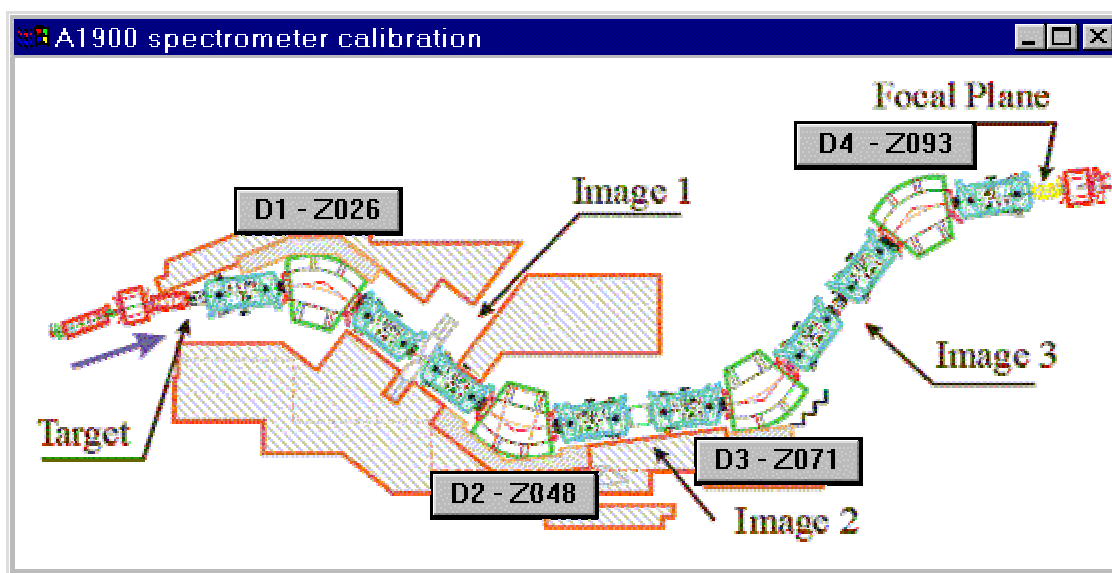 A1900 spectrometer calibration
Focal Plane
D4 - Z093
Image 1
D1 - Z026
Image 3
Target
D3 - Z071
D2 - Z048
Image 2